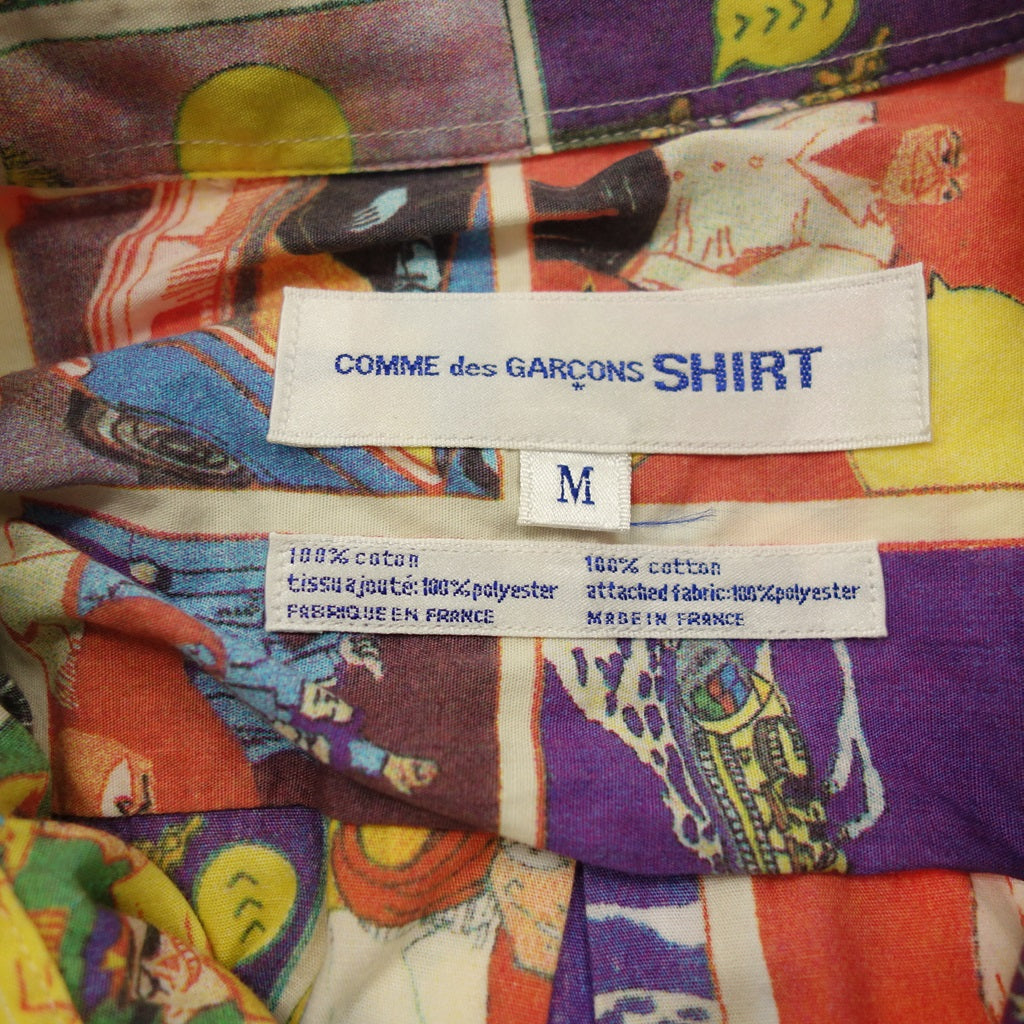 COMME des GARÇONS SHIRT
M
100% coton
tissu ajouté: 100% polyester
FABRIQUE EN FRANCE
100% cotton
attached fabric: 100% polyester
MADE IN FRANCE